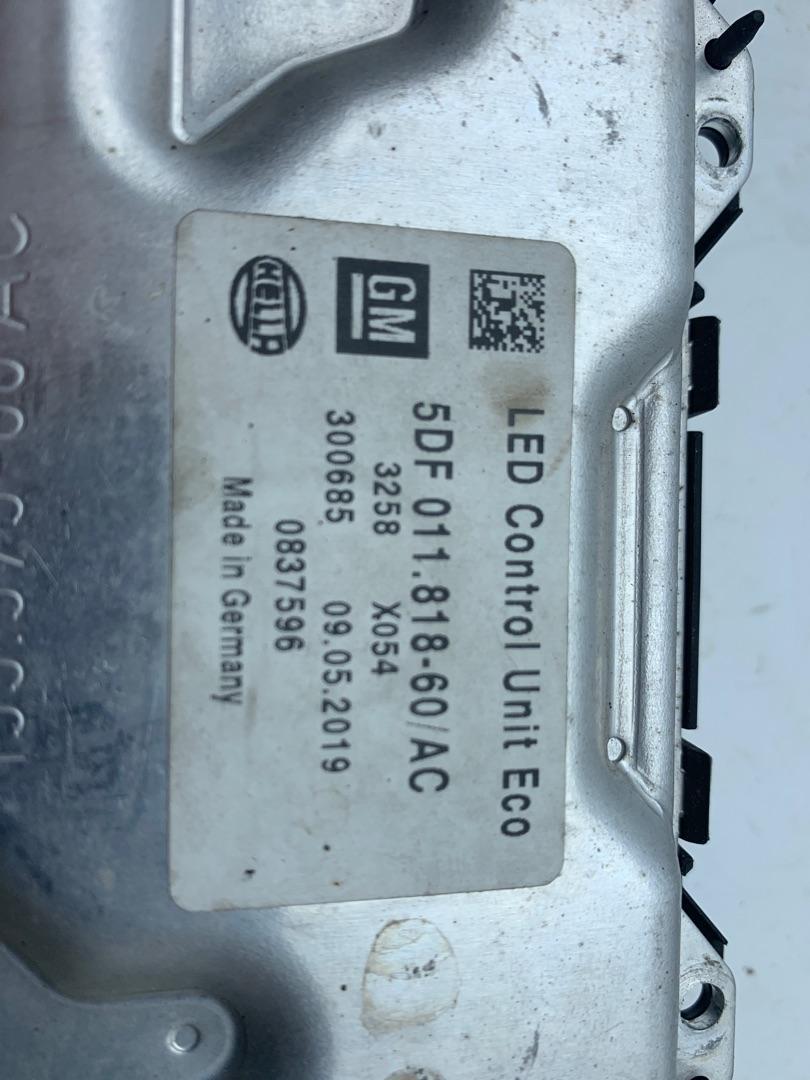 LED Control Unit Eco
GM
5DF 011.818-60/AC
3258 X054
HELLA
300685 09.05.2019
0837596
Made in Germany